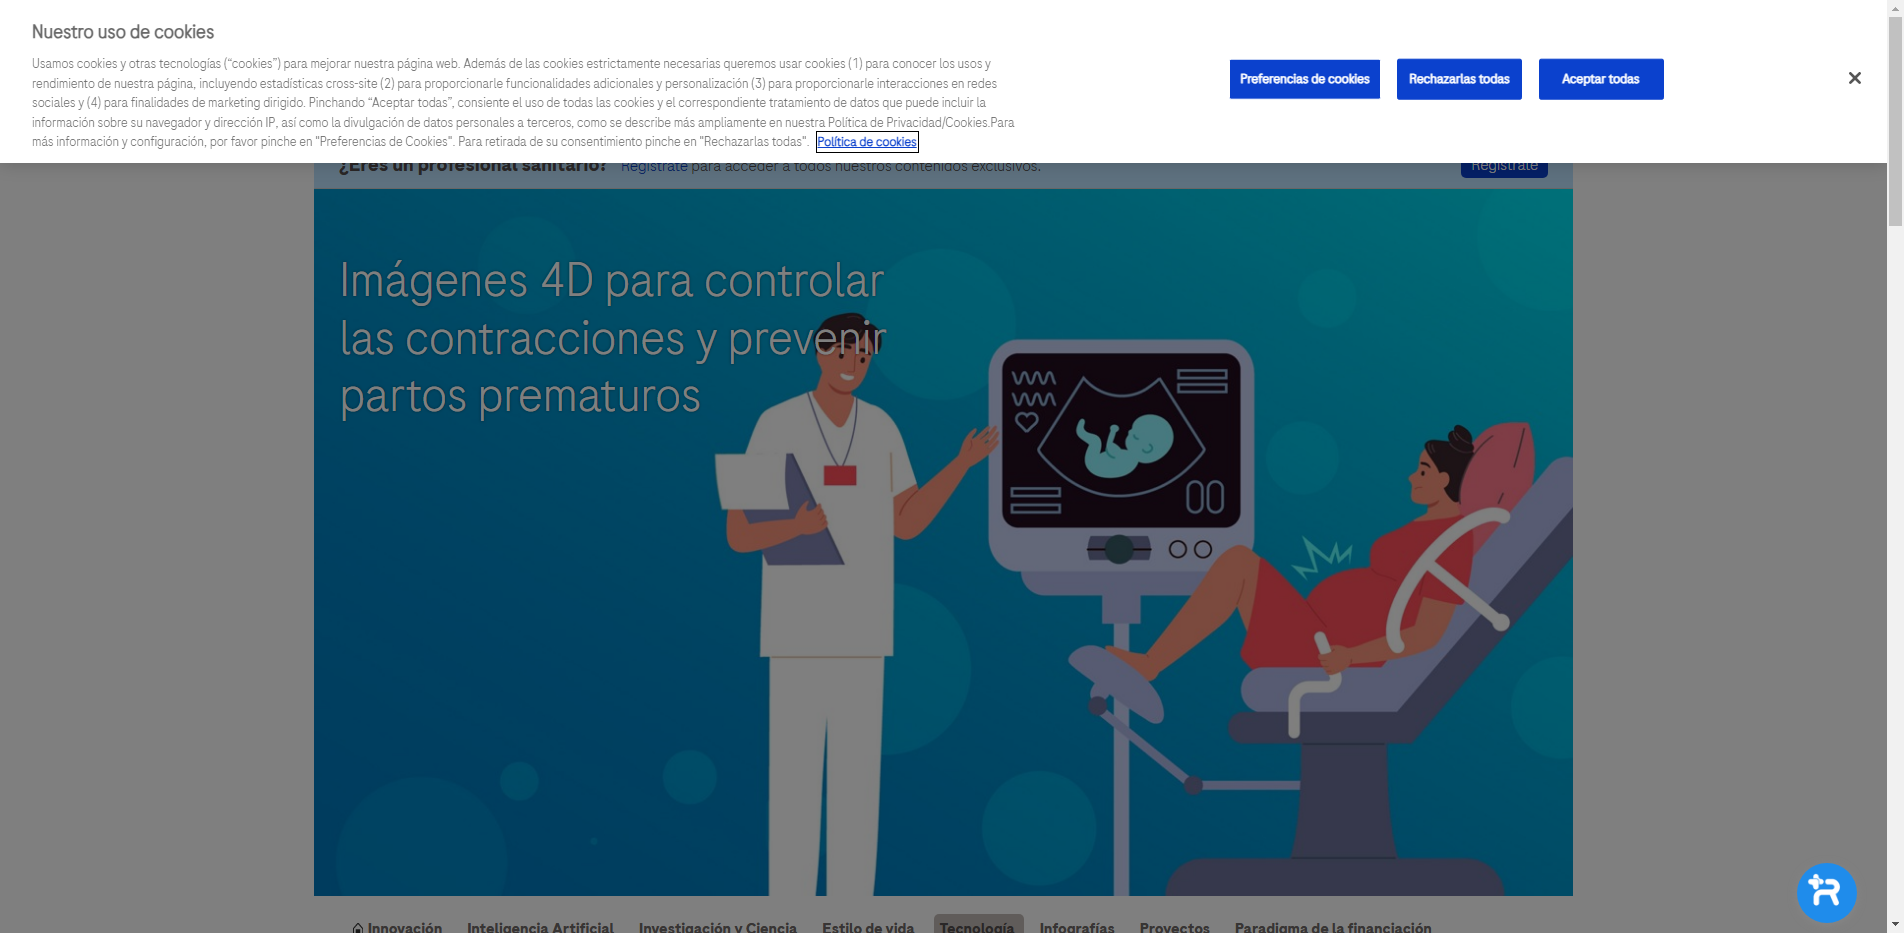 Nuestro uso de cookies
Usamos cookies y otras tecnologías (“cookies”) para mejorar nuestra página web. Además de las cookies estrictamente necesarias queremos usar cookies (1) para conocer los usos y
rendimiento de nuestra página, incluyendo estadísticas cross-site (2) para proporcionarle funcionalidades adicionales y personalización (3) para proporcionarle interacciones en redes
sociales y (4) para finalidades de marketing dirigido. Pinchando “Aceptar todas”, consiente el uso de todas las cookies y el correspondiente tratamiento de datos que puede incluir la
información sobre su navegador y dirección IP, así como la divulgación de datos personales a terceros, como se describe más ampliamente en nuestra Política de Privacidad/Cookies.Para
más información y configuración, por favor pinche en "Preferencias de Cookies". Para retirada de su consentimiento pinche en "Rechazarlas todas". Política de cookies
Preferencias de cookies
Rechazarlas todas
Aceptar todas
¿Eres un profesional sanitario? Regístrate para acceder a todos nuestros contenidos exclusivos.
Regístrate
Imágenes 4D para controlar
las contracciones y prevenir
partos prematuros
Innovación Inteligencia Artificial Investigación y Ciencia Estilo de vida Tecnología Infografías Proyectos Paradigma de la financiación